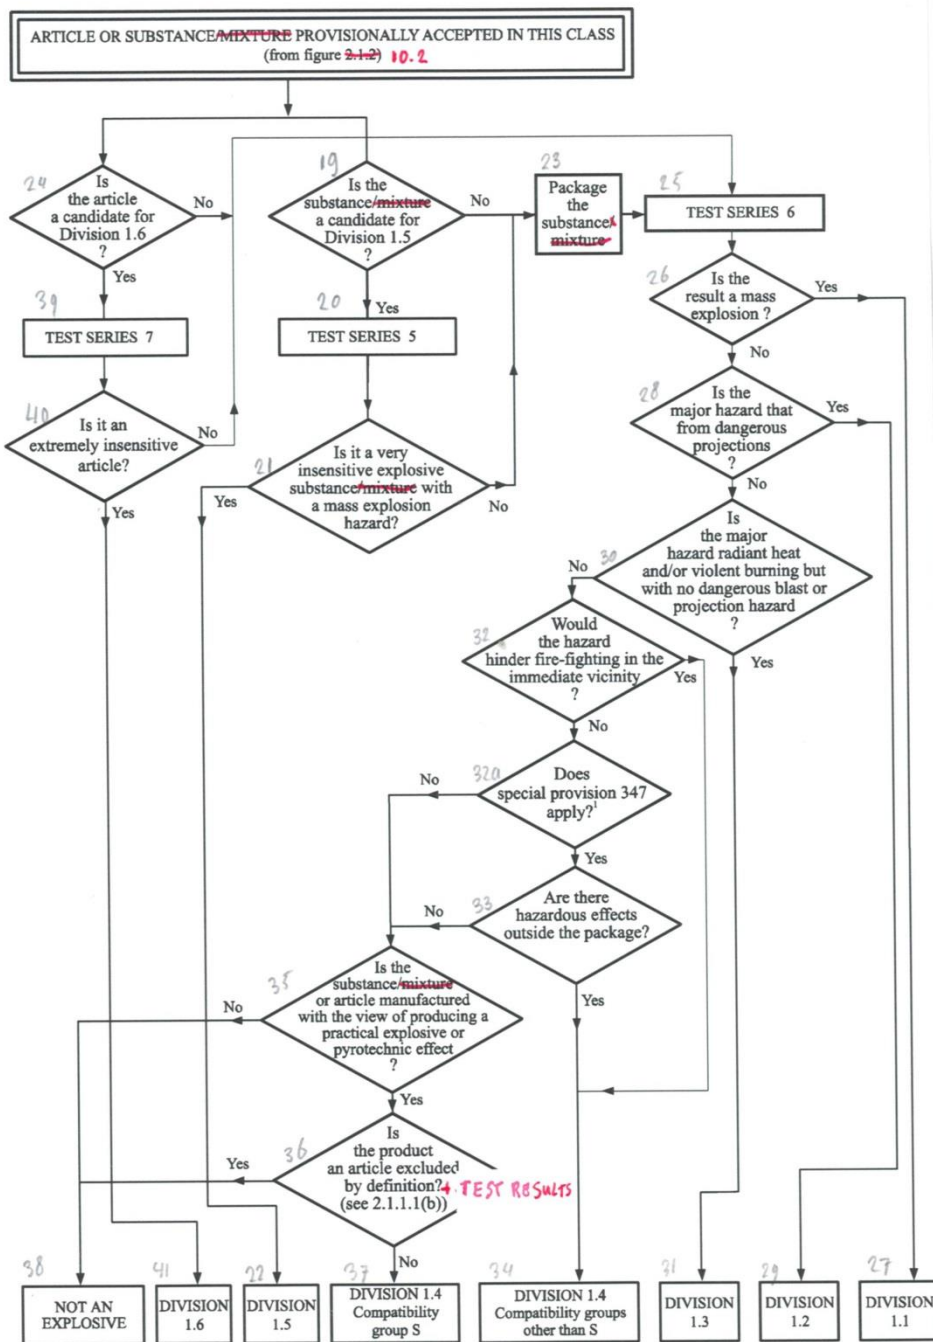 ARTICLE OR SUBSTANCE/MIXTURE PROVISIONALLY ACCEPTED IN THIS CLASS
(from figure 2.1.2) 10.2
24
Is
the article
a candidate for
Division 1.6
?
No
Yes
19
Is the
substance/mixture
a candidate for
Division 1.5
?
No
Yes
23
Package
the
substance/
mixture
25
TEST SERIES 6
39
TEST SERIES 7
20
TEST SERIES 5
26
Is the
result a mass
explosion ?
Yes
No
40
Is it an
extremely insensitive
article?
No
Yes
21
Is it a very
insensitive explosive
substance/mixture with
a mass explosion
hazard?
Yes
No
28
Is the
major hazard that
from dangerous
projections
?
Yes
No
30
Is
the major
hazard radiant heat
and/or violent burning but
with no dangerous blast or
projection hazard
?
No
Yes
32
Would
the hazard
hinder fire-fighting in the
immediate vicinity
?
Yes
No
32a
Does
special provision 347
apply?1
No
Yes
33
Are there
hazardous effects
outside the package?
No
Yes
35
Is the
substance/mixture
or article manufactured
with the view of producing a
practical explosive or
pyrotechnic effect
?
No
Yes
36
Is
the product
an article excluded
by definition? + TEST RESULTS
(see 2.1.1.1(b))
Yes
No
38
NOT AN
EXPLOSIVE
41
DIVISION
1.6
22
DIVISION
1.5
37
DIVISION 1.4
Compatibility
group S
34
DIVISION 1.4
Compatibility groups
other than S
31
DIVISION
1.3
29
DIVISION
1.2
27
DIVISION
1.1